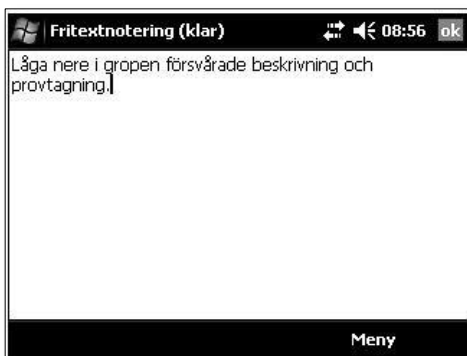 Fritextnotering (klar) 08:56 ok
Låga nere i gropen försvårade beskrivning och
provtagning.
Meny